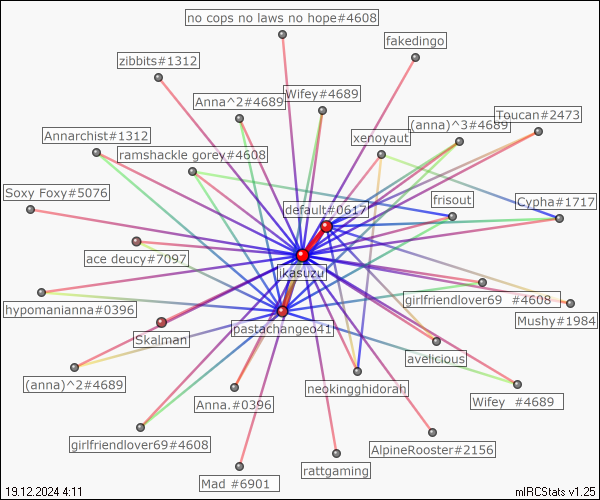 no cops no laws no hope#4608
fakedingo
zibbits#1312
Wifey#4689
Anna^2#4689
Toucan#2473
(anna)^3#4689
Annarchist#1312
xenoyaut
ramshackle gorey#4608
Soxy Foxy#5076
frisout
Cypha#1717
default#0617
ace deucy#7097
ikasuzu
girlfriendlover69 #4608
hypomanianna#0396
Mushy#1984
pastachangeo41
Skalman
avelicious
(anna)^2#4689
neokingghidorah
Anna.#0396
Wifey #4689
girlfriendlover69#4608
AlpineRooster#2156
rattgaming
Mad #6901
19.12.2024 4:11
mIRCStats v1.25